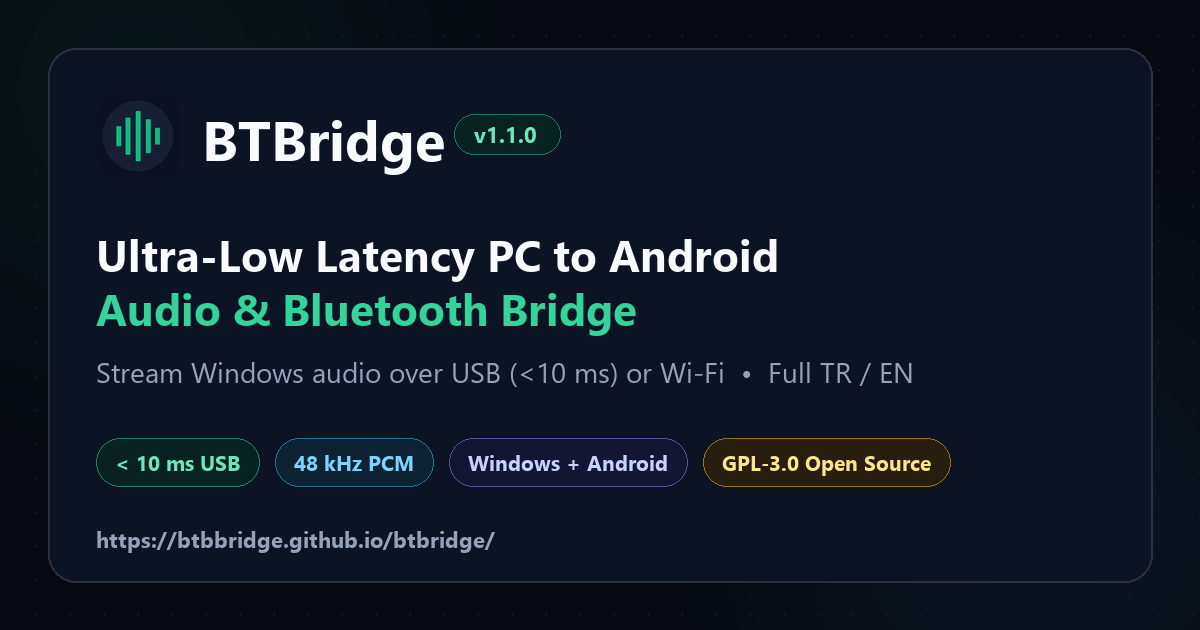 BTBridge v1.1.0
Ultra-Low Latency PC to Android
Audio & Bluetooth Bridge
Stream Windows audio over USB (<10 ms) or Wi-Fi • Full TR / EN
< 10 ms USB 48 kHz PCM Windows + Android GPL-3.0 Open Source
https://btbbridge.github.io/btbridge/